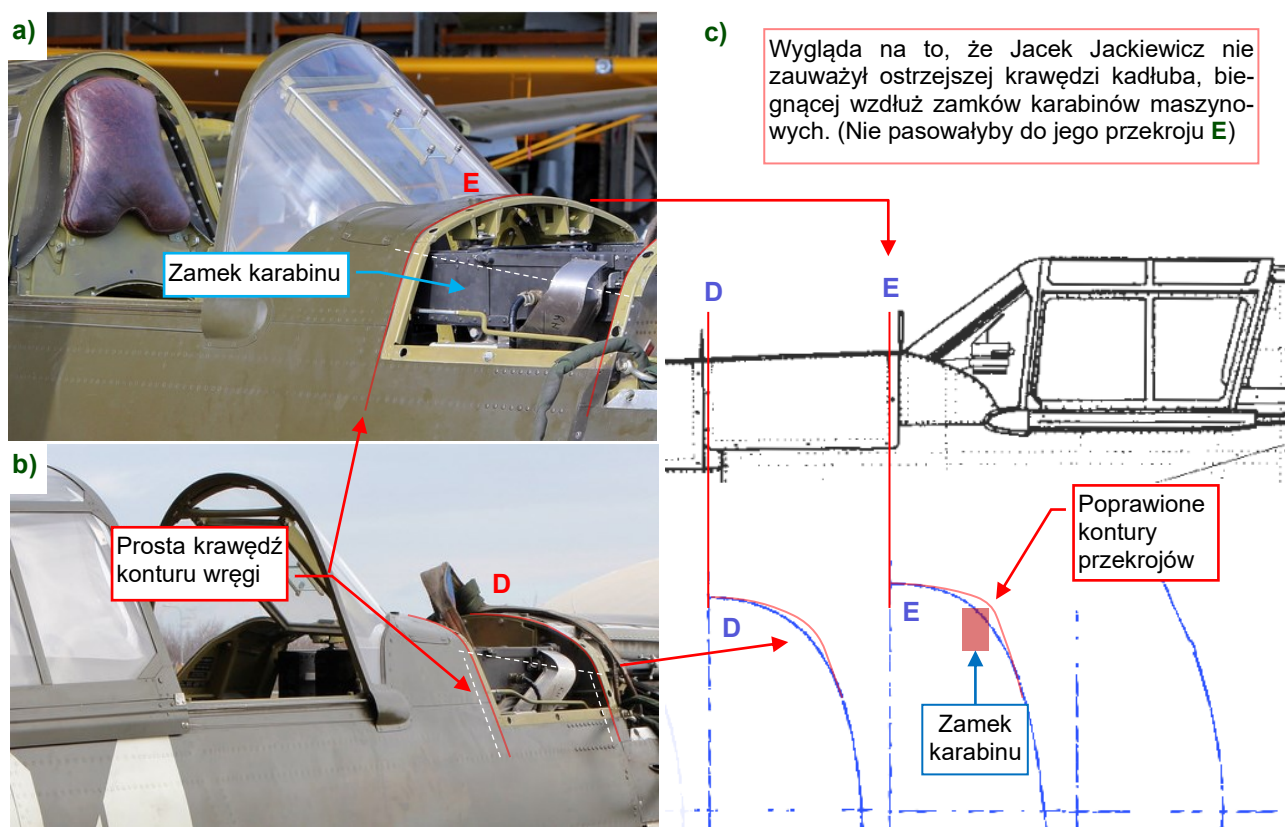 a)
E
Zamek karabinu
b)
Prosta krawędź
konturu wręgi
D
c)
Wygląda na to, że Jacek Jackiewicz nie
zauważył ostrzejszej krawędzi kadłuba, bie-
gnącej wzdłuż zamków karabinów maszyno-
wych. (Nie pasowałyby do jego przekroju E)
D
E
Poprawione
kontury
przekrojów
D
E
Zamek
karabinu